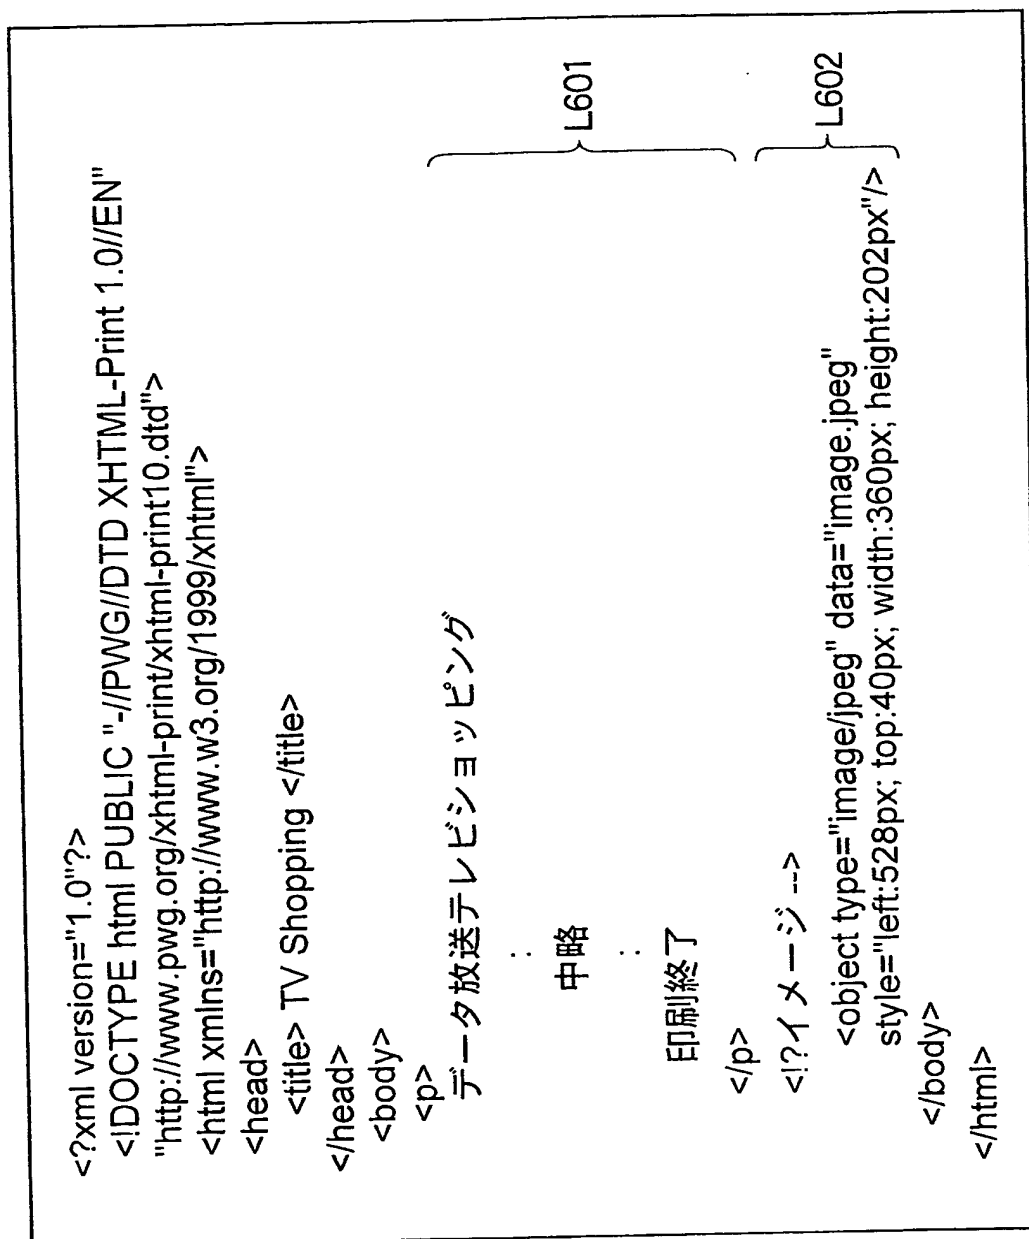 <?xml version="1.0"?>
<!DOCTYPE html PUBLIC "-//PWG//DTD XHTML-Print 1.0//EN"
"http://www.pwg.org/xhtml-print/xhtml-print10.dtd">
<html xmlns="http://www.w3.org/1999/xhtml">
<head>
<title> TV Shopping </title>
</head>
<body>
<p>
データ放送テレビショッピング
:
中略
:
印刷終了
</p>
L601
<!?イメージ -->
<object type="image/jpeg" data="image.jpeg"
style="left:528px; top:40px; width:360px; height:202px"/>
L602
</body>
</html>